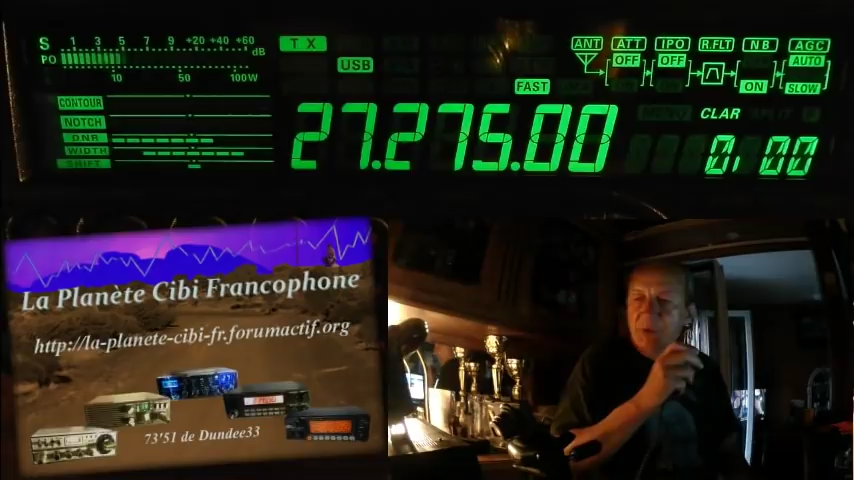 S 1 3 5 7 9 +20 +40 +60 dB
PO 10 50 100W
TX
USB
FAST
ANT ATT IPO R.FLT NB AGC
OFF OFF AUTO
ON SLOW
CONTOUR
NOTCH
DNR
WIDTH
SHIFT
27.275.00
CLAR
0.00
La Planète Cibi Francophone
http://la-planete-cibi-fr.forumactif.org
73'51 de Dundee33